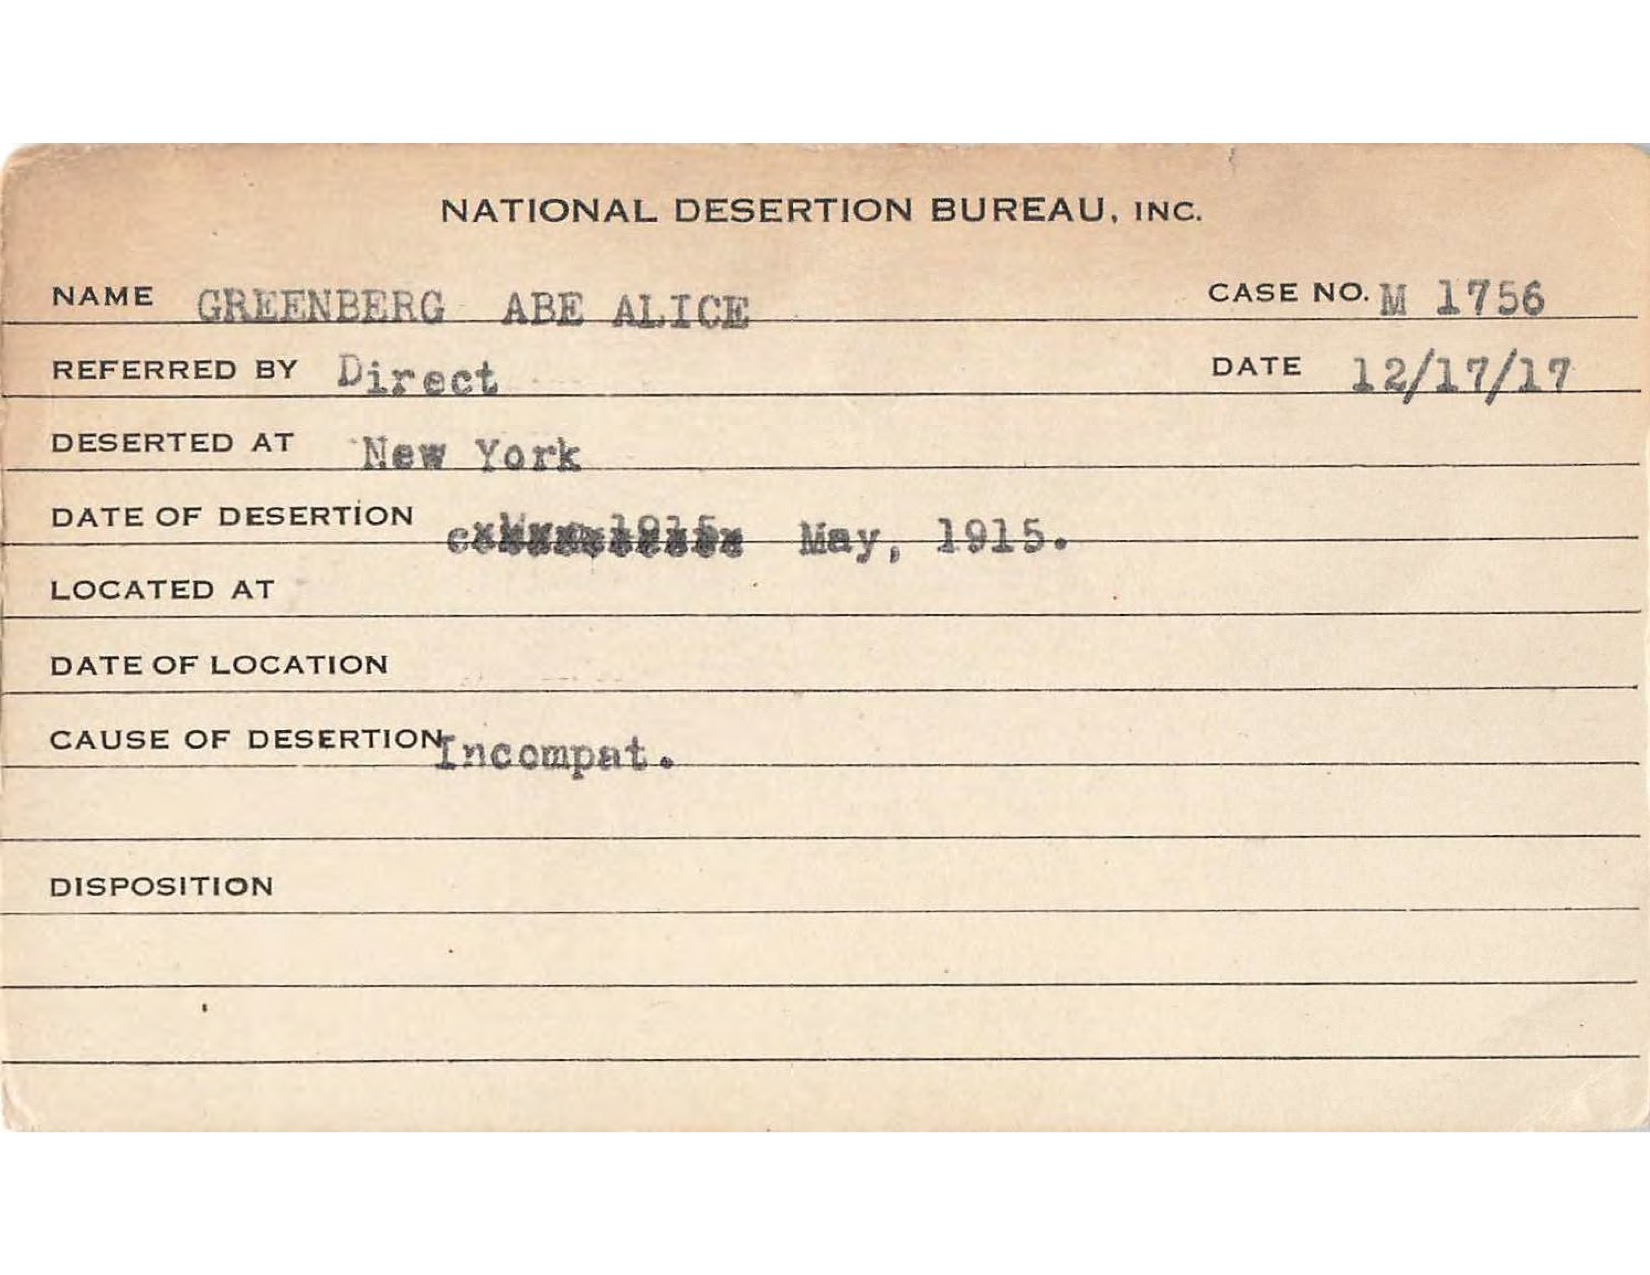 NATIONAL DESERTION BUREAU, INC.
NAME GREENBERG ABE ALICE CASE NO. M 1756
REFERRED BY Direct DATE 12/17/17
DESERTED AT New York
DATE OF DESERTION May, 1915.
LOCATED AT
DATE OF LOCATION
CAUSE OF DESERTION Incompat.
DISPOSITION